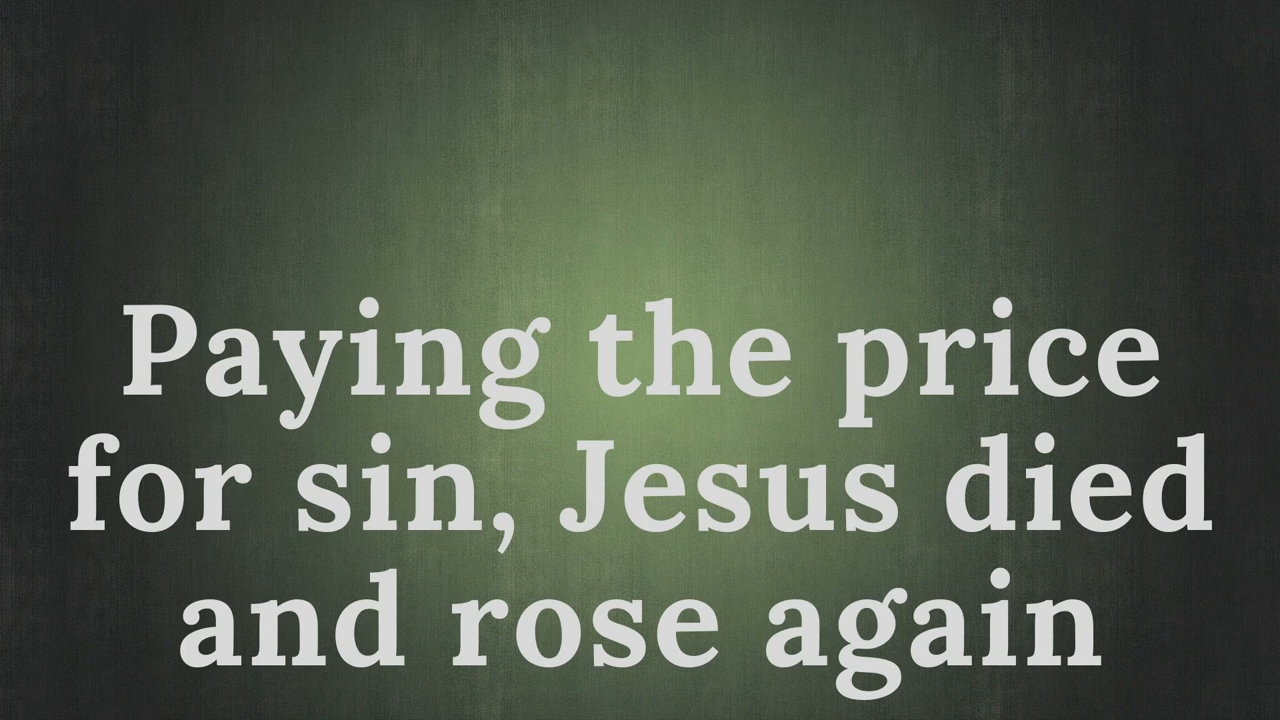 Paying the price
for sin, Jesus died
and rose again